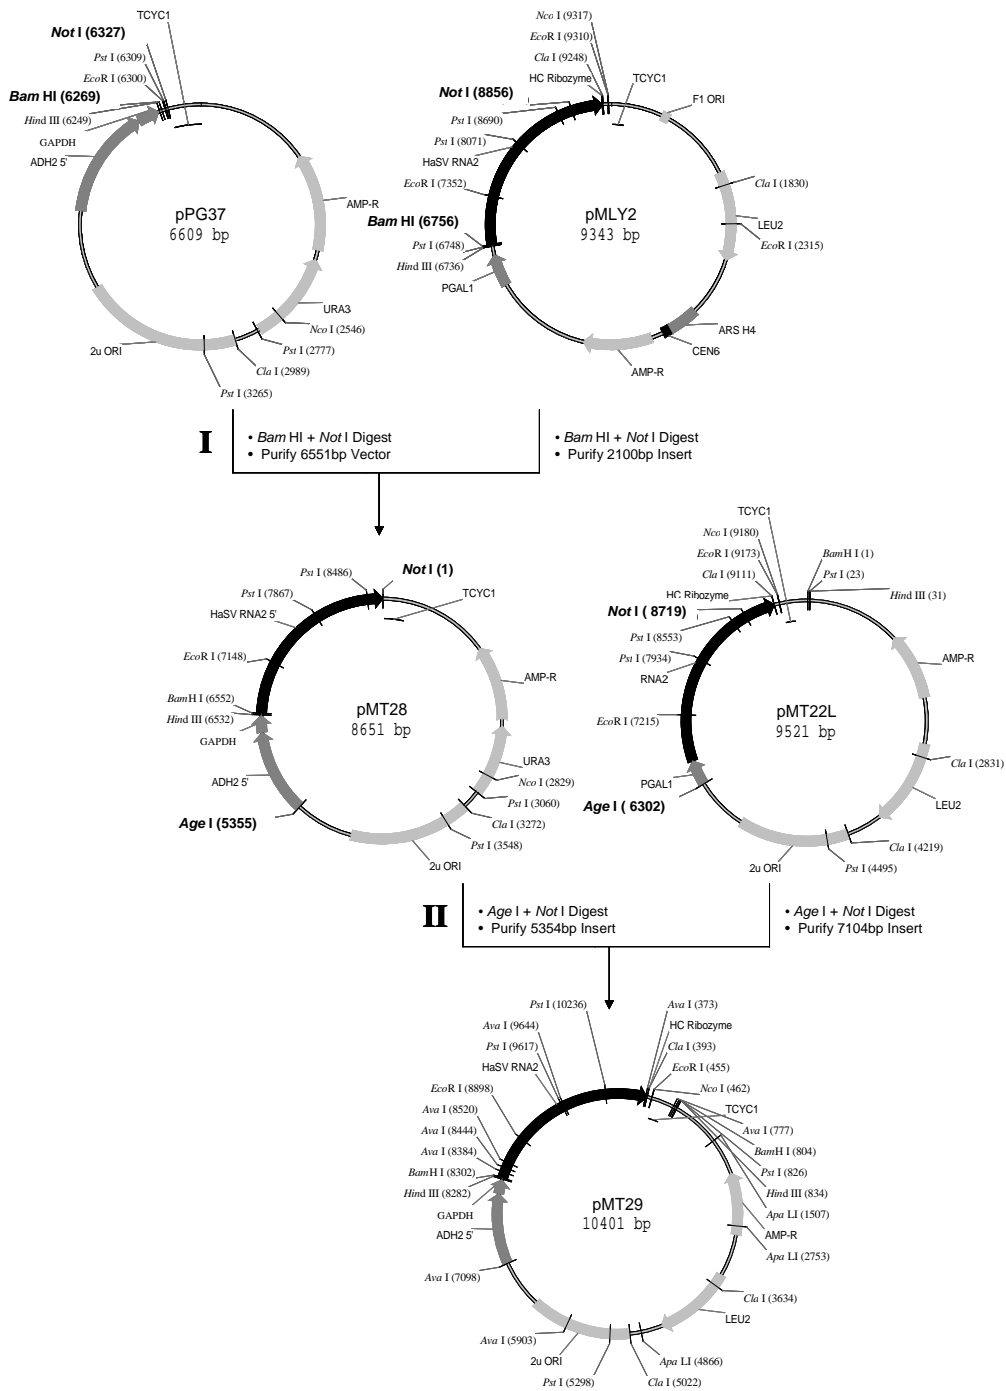 TCYC1
Not I (6327)
Pst I (6309)
EcoR I (6300)
Bam HI (6269)
Hind III (6249)
GAPDH
ADH2 5'
AMP-R
pPG37
6609 bp
URA3
Nco I (2546)
Pst I (2777)
2u ORI
Cla I (2989)
Pst I (3265)
Nco I (9317)
EcoR I (9310)
Cla I (9248)
HC Ribozyme
TCYC1
Not I (8856)
F1 ORI
Pst I (8690)
Pst I (8071)
HaSV RNA2
Cla I (1830)
EcoR I (7352)
LEU2
pMLY2
9343 bp
Bam HI (6756)
EcoR I (2315)
Pst I (6748)
Hind III (6736)
PGAL1
ARS H4
CEN6
AMP-R
I
• Bam HI + Not I Digest
• Purify 6551bp Vector
• Bam HI + Not I Digest
• Purify 2100bp Insert
Not I (1)
Pst I (8486)
Pst I (7867)
TCYC1
HaSV RNA2 5'
EcoR I (7148)
AMP-R
BamH I (6552)
Hind III (6532)
pMT28
8651 bp
GAPDH
URA3
ADH2 5'
Nco I (2829)
Pst I (3060)
Age I (5355)
Cla I (3272)
Pst I (3548)
2u ORI
TCYC1
Nco I (9180)
EcoR I (9173)
BamH I (1)
Cla I (9111)
Pst I (23)
HC Ribozyme
Hind III (31)
Not I ( 8719)
Pst I (8553)
Pst I (7934)
AMP-R
RNA2
EcoR I (7215)
pMT22L
9521 bp
Cla I (2831)
PGAL1
Age I ( 6302)
LEU2
Cla I (4219)
2u ORI
Pst I (4495)
II
• Age I + Not I Digest
• Purify 5354bp Insert
• Age I + Not I Digest
• Purify 7104bp Insert
Pst I (10236)
Ava I (373)
Ava I (9644)
HC Ribozyme
Pst I (9617)
Cla I (393)
HaSV RNA2
EcoR I (455)
EcoR I (8898)
Nco I (462)
Ava I (8520)
TCYC1
Ava I (8444)
Ava I (777)
Ava I (8384)
BamH I (804)
BamH I (8302)
Pst I (826)
Hind III (8282)
Hind III (834)
GAPDH
pMT29
10401 bp
Apa LI (1507)
ADH2 5'
AMP-R
Apa LI (2753)
Ava I (7098)
Cla I (3634)
LEU2
Ava I (5903)
2u ORI
Apa LI (4866)
Pst I (5298)
Cla I (5022)